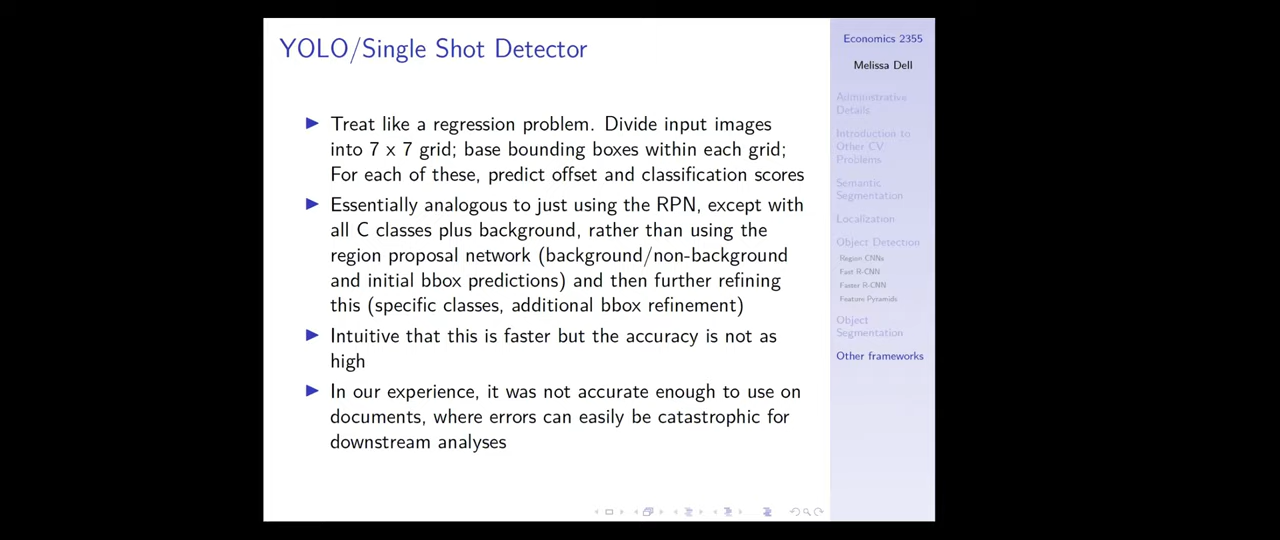 YOLO/Single Shot Detector
Treat like a regression problem. Divide input images
into 7 x 7 grid; base bounding boxes within each grid;
For each of these, predict offset and classification scores
Essentially analogous to just using the RPN, except with
all C classes plus background, rather than using the
region proposal network (background/non-background
and initial bbox predictions) and then further refining
this (specific classes, additional bbox refinement)
Intuitive that this is faster but the accuracy is not as
high
In our experience, it was not accurate enough to use on
documents, where errors can easily be catastrophic for
downstream analyses
Economics 2355
Melissa Dell
Administrative
Details
Introduction to
Other CV
Problems
Semantic
Segmentation
Localization
Object Detection
Region CNNs
Fast R-CNN
Faster R-CNN
Feature Pyramids
Object
Segmentation
Other frameworks